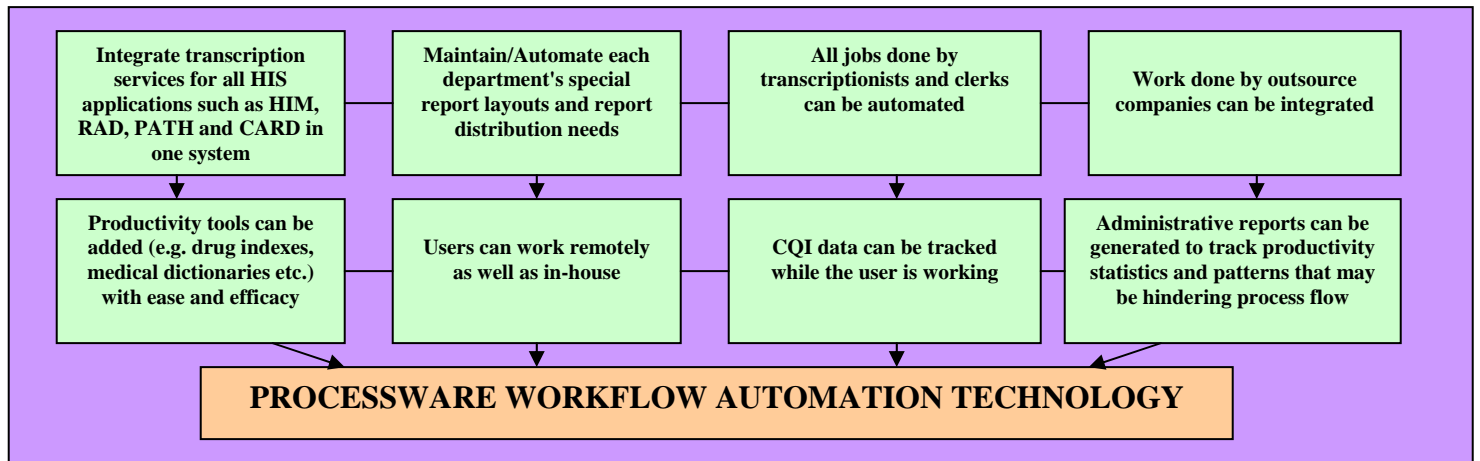 Integrate transcription
services for all HIS
applications such as HIM,
RAD, PATH and CARD in
one system
Maintain/Automate each
department's special
report layouts and report
distribution needs
All jobs done by
transcriptionists and clerks
can be automated
Work done by outsource
companies can be integrated
Productivity tools can be
added (e.g. drug indexes,
medical dictionaries etc.)
with ease and efficacy
Users can work remotely
as well as in-house
CQI data can be tracked
while the user is working
Administrative reports can be
generated to track productivity
statistics and patterns that may
be hindering process flow
PROCESSWARE WORKFLOW AUTOMATION TECHNOLOGY